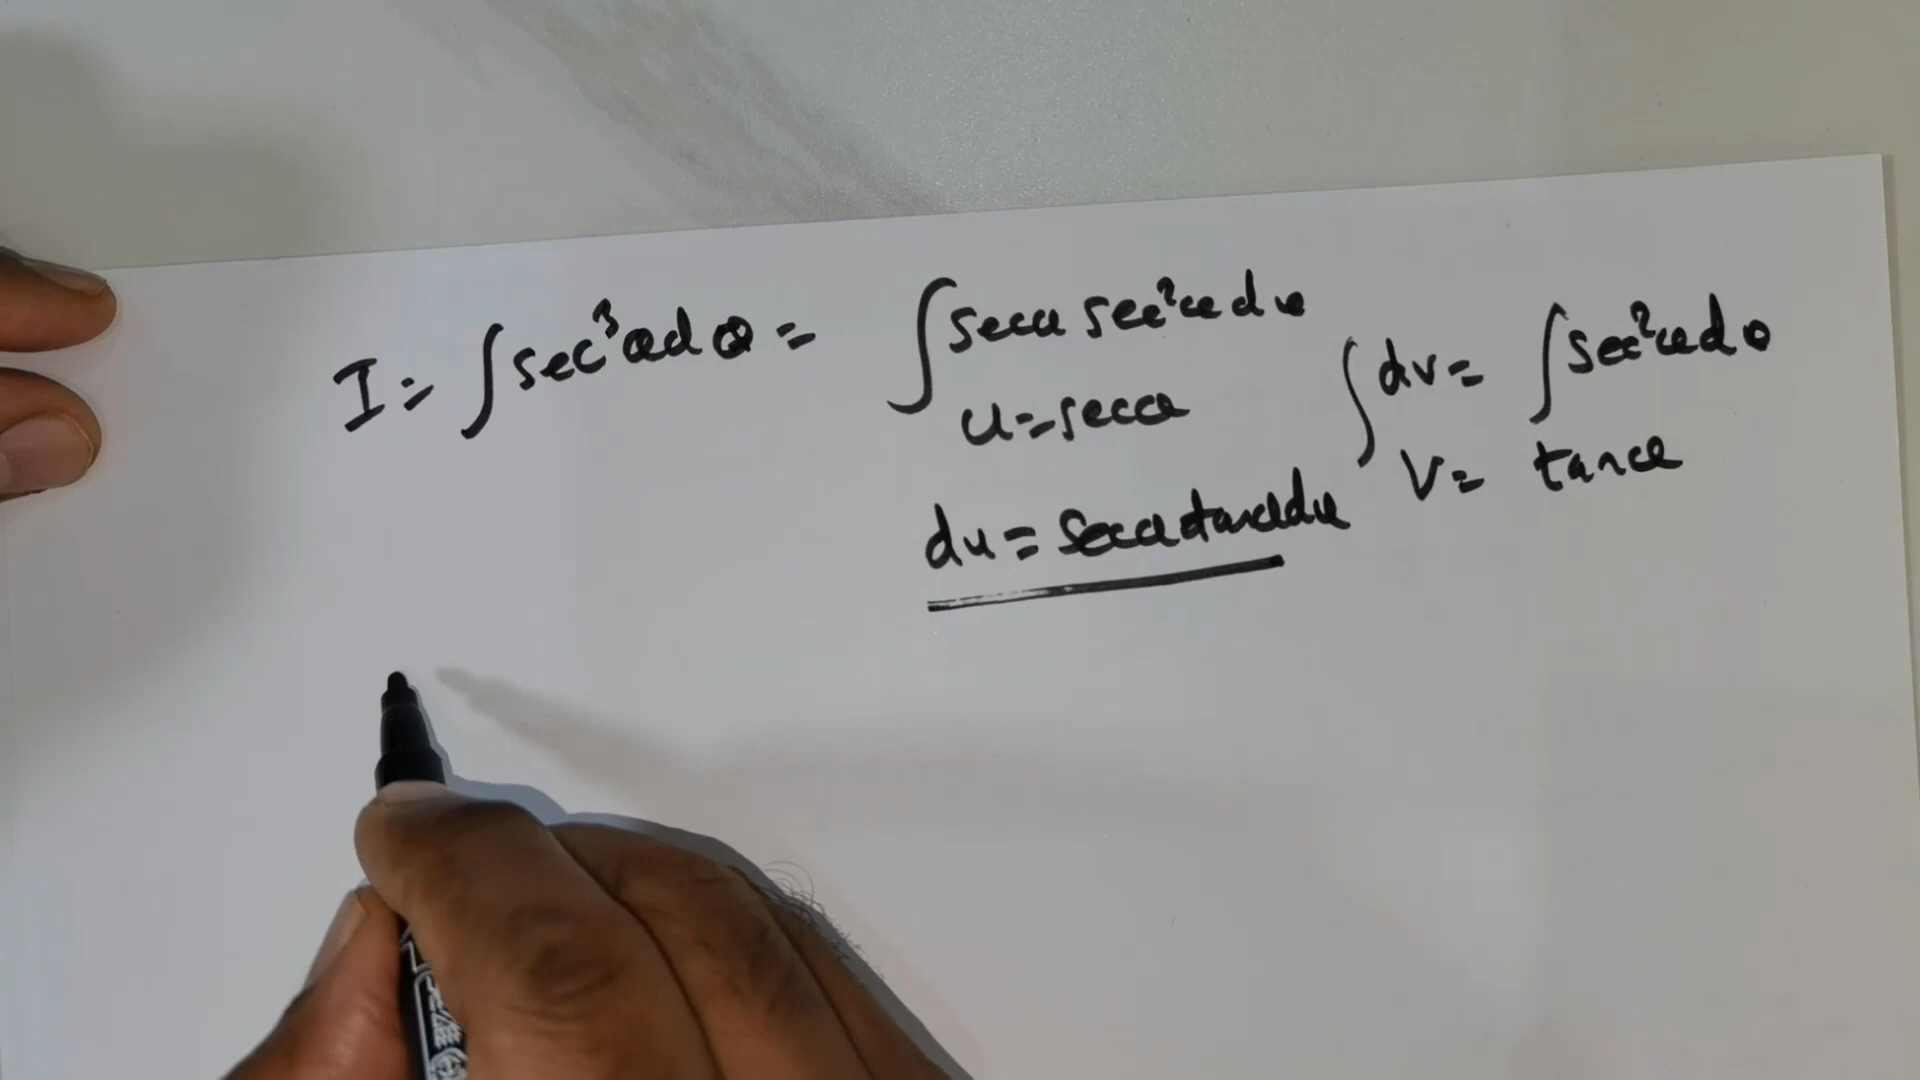 I = ∫ sec³θ dθ = ∫ secθ sec²θ dθ
u = secθ
∫ dv = ∫ sec²θ dθ
du = secθ tanθ dθ
v = tanθ